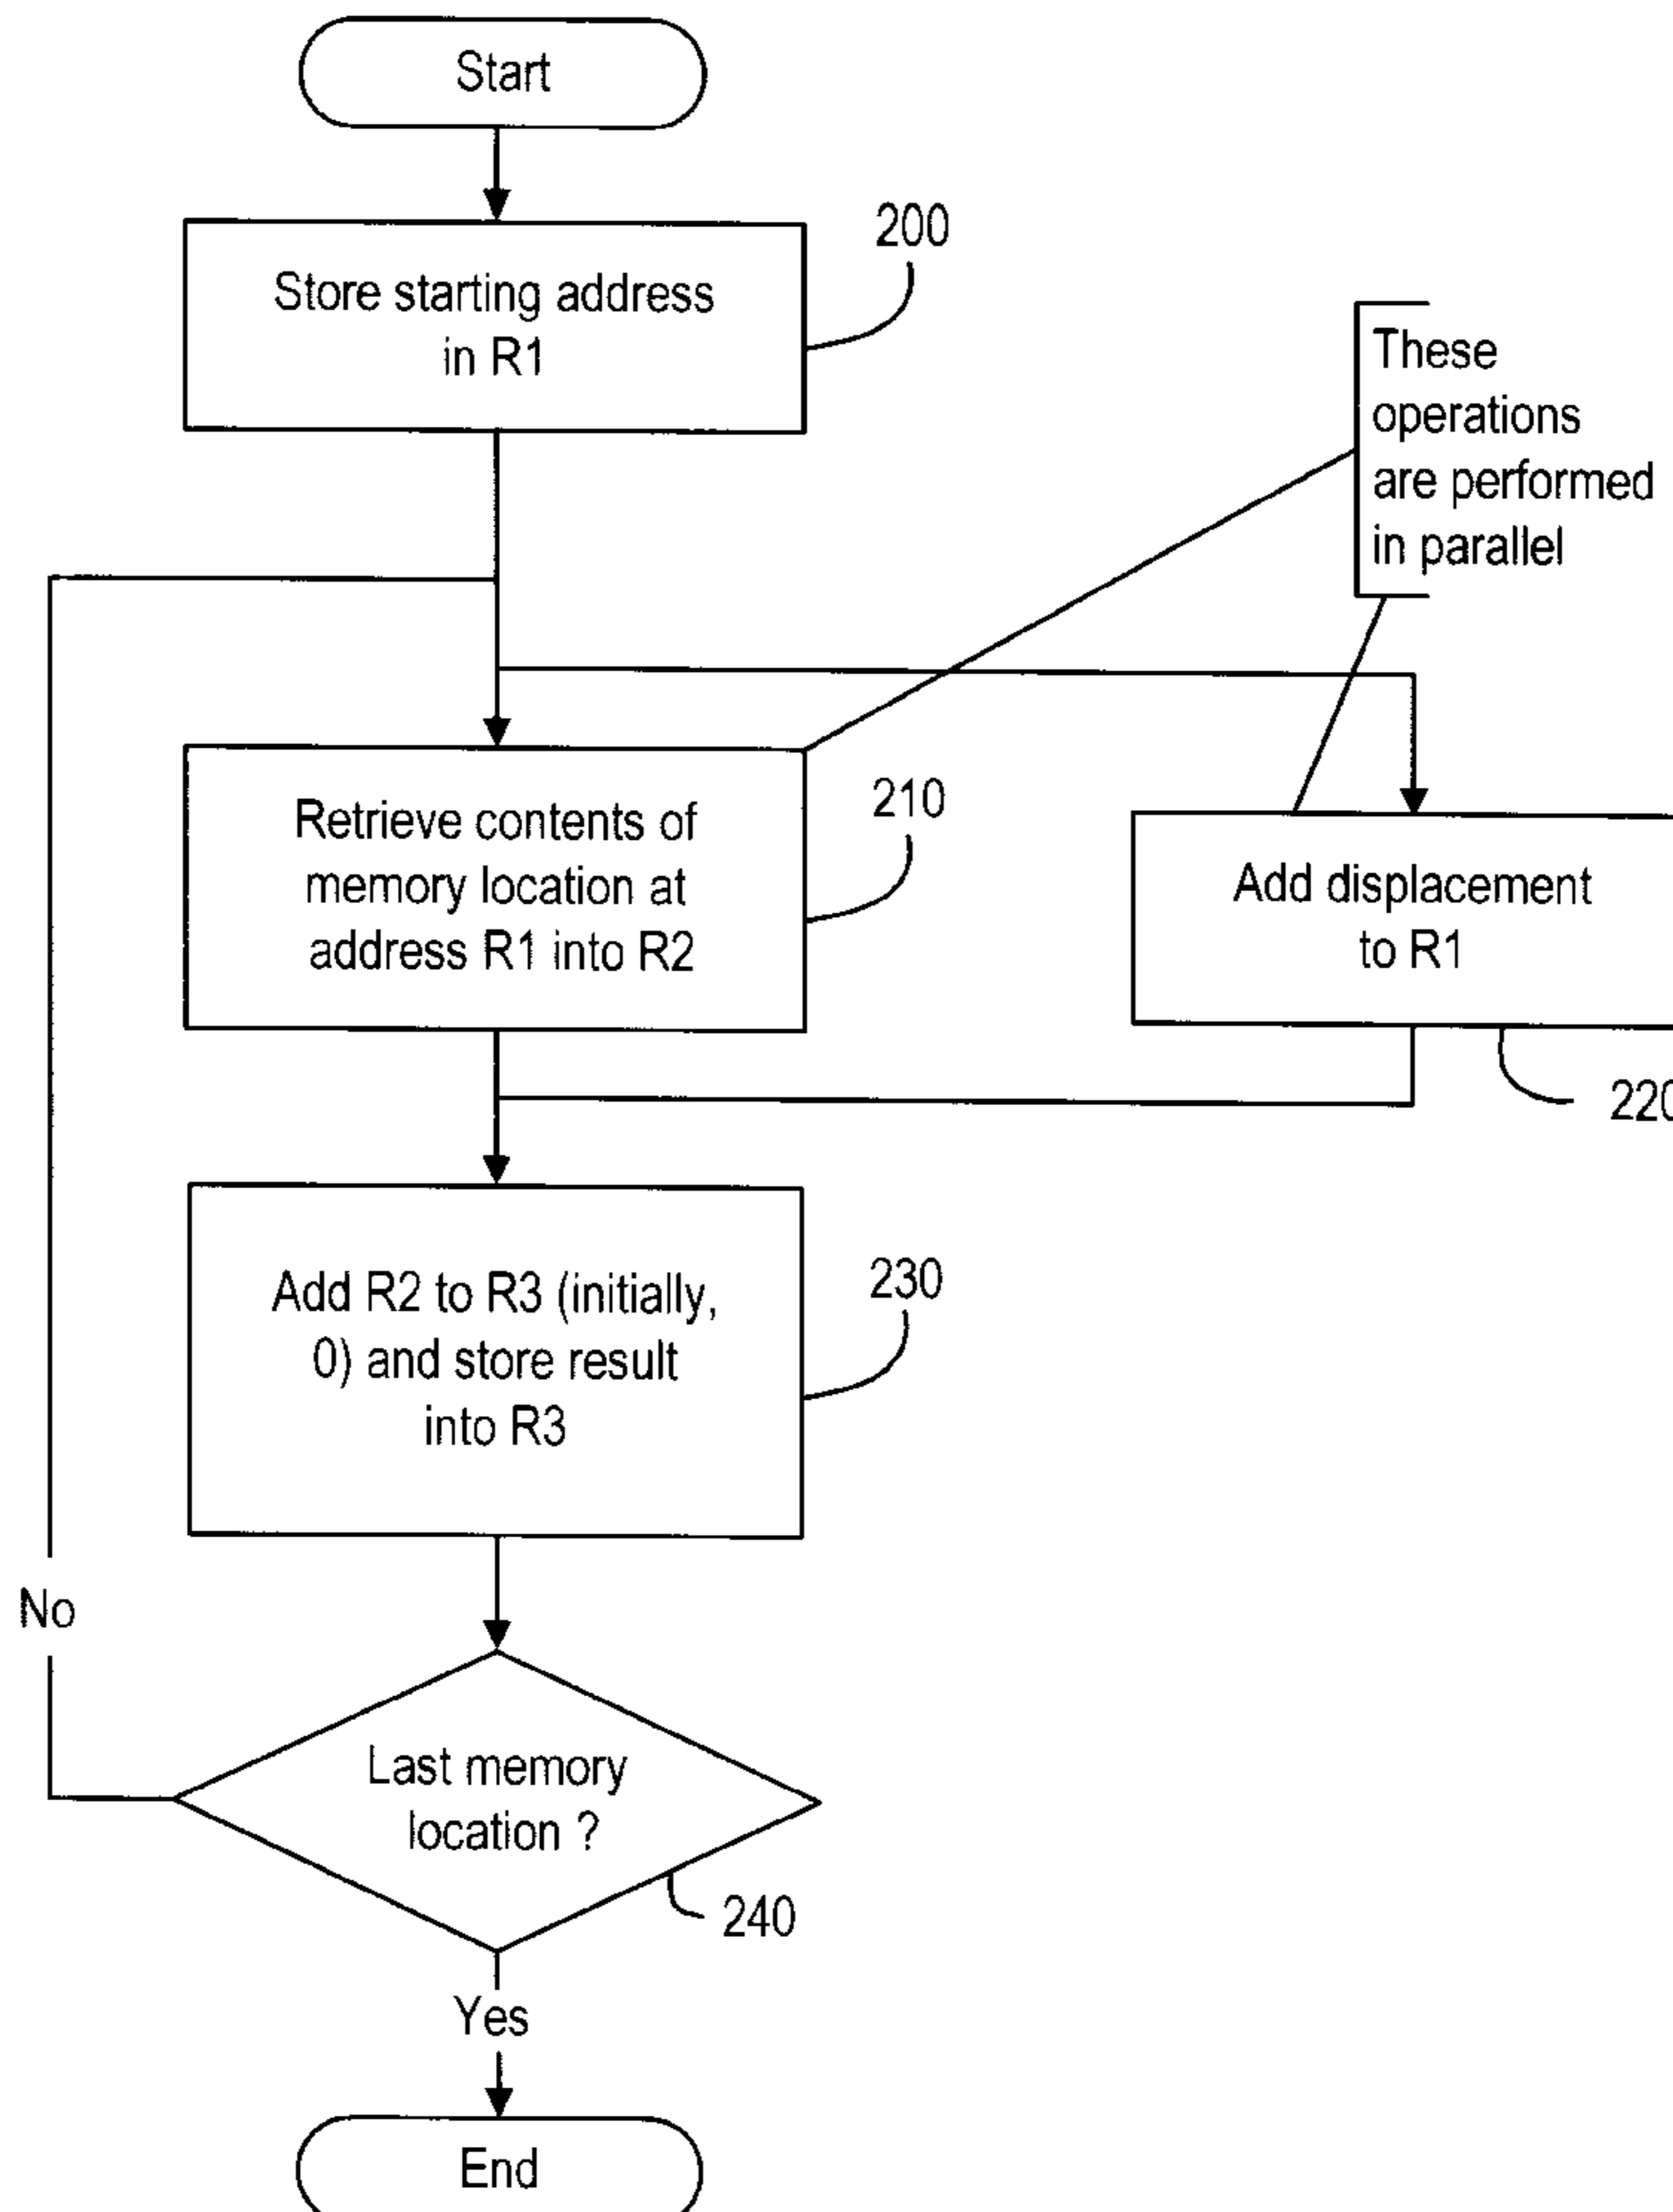 Start
200
Store starting address
in R1
These
operations
are performed
in parallel
210
Retrieve contents of
memory location at
address R1 into R2
Add displacement
to R1
220
230
Add R2 to R3 (initially,
0) and store result
into R3
No
Last memory
location ?
240
Yes
End